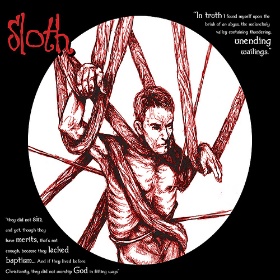 Sloth.
"In troth I found myself upon the
brink of an abyss, the melancholy
valley containing thundering,
unending
wailings."
"they did not sin;
and yet, though they
have merits, that's not
enough, because they lacked
baptism... And if they lived before
Christianity, they did not worship God in fitting ways"